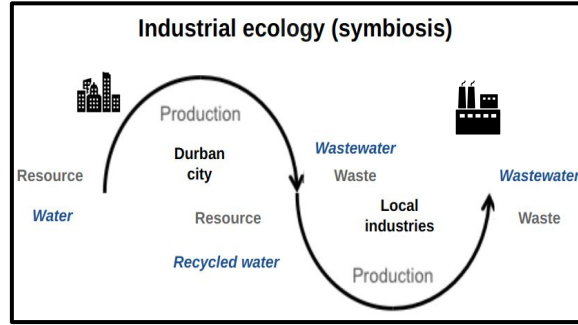 Industrial ecology (symbiosis)
Production
Durban
city
Wastewater
Resource
Waste
Wastewater
Water
Resource
Local
industries
Waste
Recycled water
Production